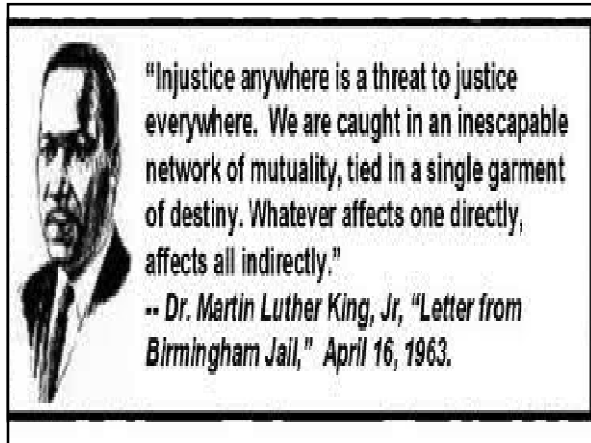 “Injustice anywhere is a threat to justice
everywhere. We are caught in an inescapable
network of mutuality, tied in a single garment
of destiny. Whatever affects one directly,
affects all indirectly.”
-- Dr. Martin Luther King, Jr, “Letter from
Birmingham Jail,” April 16, 1963.